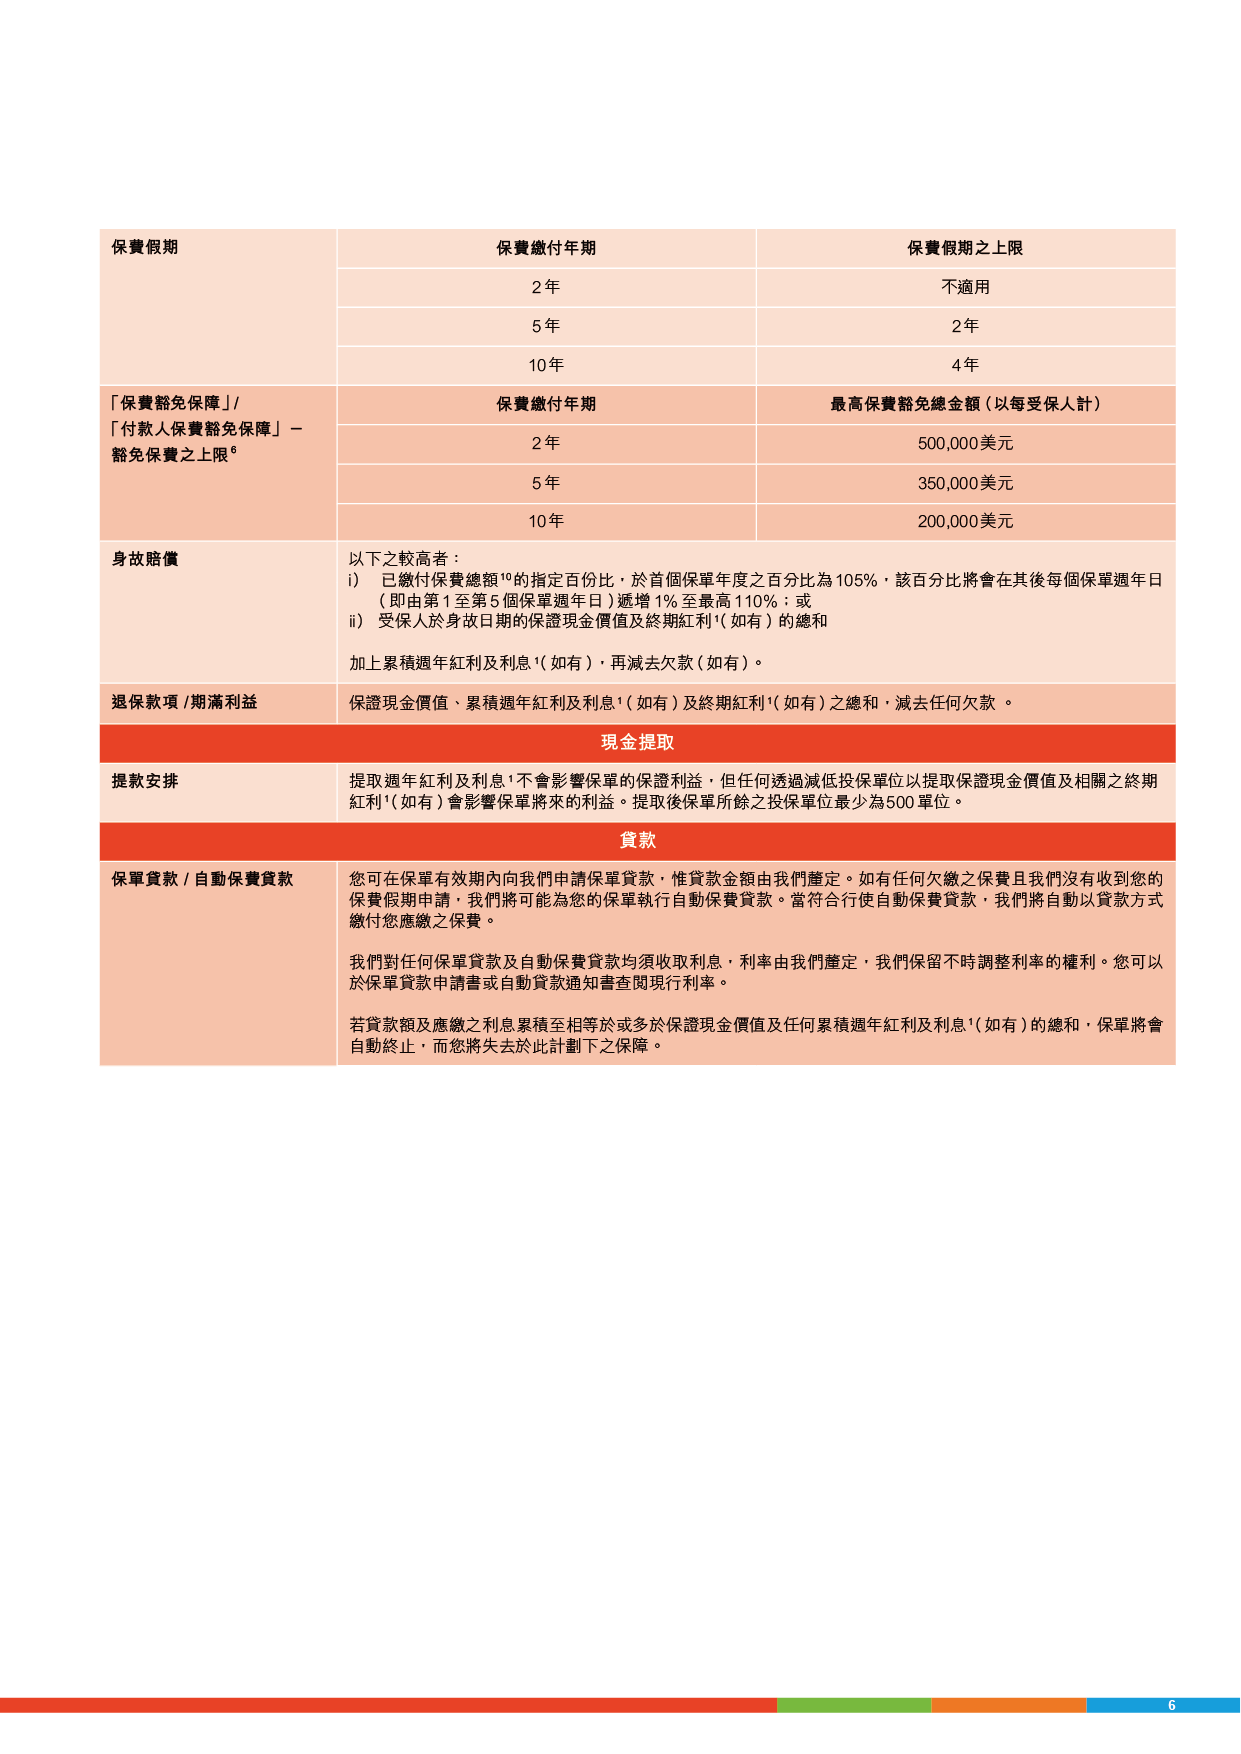 保費假期
保費繳付年期 保費假期之上限
2年 不適用
5年 2年
10年 4年
「保費豁免保障」/
「付款人保費豁免保障」–
豁免保費之上限6
保費繳付年期 最高保費豁免總金額（以每受保人計）
2年 500,000美元
5年 350,000美元
10年 200,000美元
身故賠償
以下之較高者：
i) 已繳付保費總額10的指定百份比，於首個保單年度之百分比為105%，該百分比將會在其後每個保單週年日
（即由第1至第5個保單週年日）遞增1%至最高110%；或
ii) 受保人於身故日期的保證現金價值及終期紅利1（如有）的總和
加上累積週年紅利及利息1（如有），再減去欠款（如有）。
退保款項 /期滿利益
保證現金價值、累積週年紅利及利息1（如有）及終期紅利1（如有）之總和，減去任何欠款 。
現金提取
提款安排
提取週年紅利及利息1不會影響保單的保證利益，但任何透過減低投保單位以提取保證現金價值及相關之終期
紅利1（如有）會影響保單將來的利益。提取後保單所餘之投保單位最少為500單位。
貸款
保單貸款 / 自動保費貸款
您可在保單有效期內向我們申請保單貸款，惟貸款金額由我們釐定。如有任何欠繳之保費且我們沒有收到您的
保費假期申請，我們將可能為您的保單執行自動保費貸款。當符合行使自動保費貸款，我們將自動以貸款方式
繳付您應繳之保費。
我們對任何保單貸款及自動保費貸款均須收取利息，利率由我們釐定，我們保留不時調整利率的權利。您可以
於保單貸款申請書或自動貸款通知書查閱現行利率。
若貸款額及應繳之利息累積至相等於或多於保證現金價值及任何累積週年紅利及利息1（如有）的總和，保單將會
自動終止，而您將失去於此計劃下之保障。
6